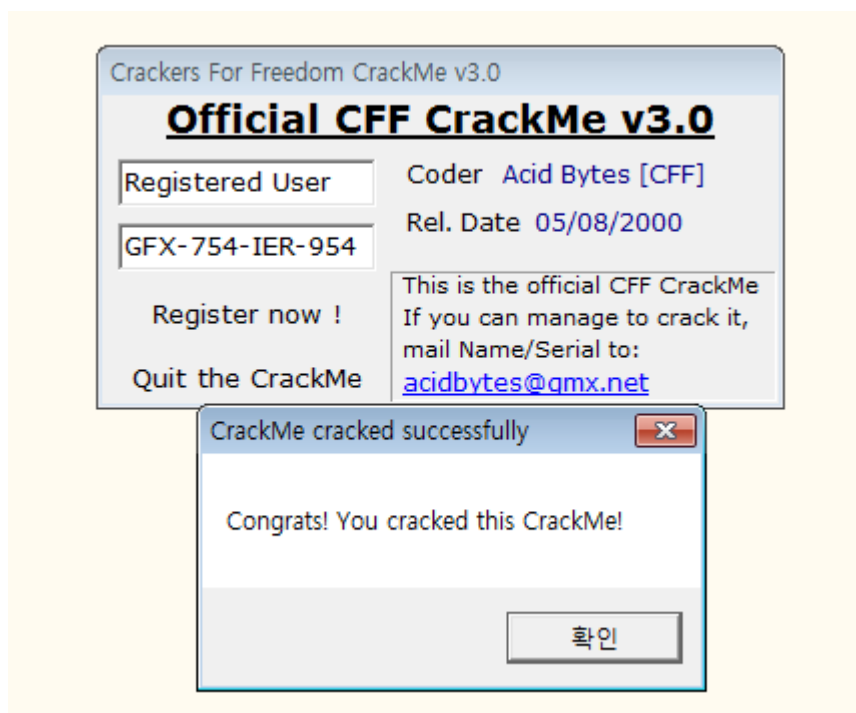 Crackers For Freedom CrackMe v3.0
Official CFF CrackMe v3.0
Registered User
Coder Acid Bytes [CFF]
Rel. Date 05/08/2000
GFX-754-IER-954
This is the official CFF CrackMe
If you can manage to crack it,
mail Name/Serial to:
acidbytes@gmx.net
Register now !
Quit the CrackMe
CrackMe cracked successfully
Congrats! You cracked this CrackMe!
확인